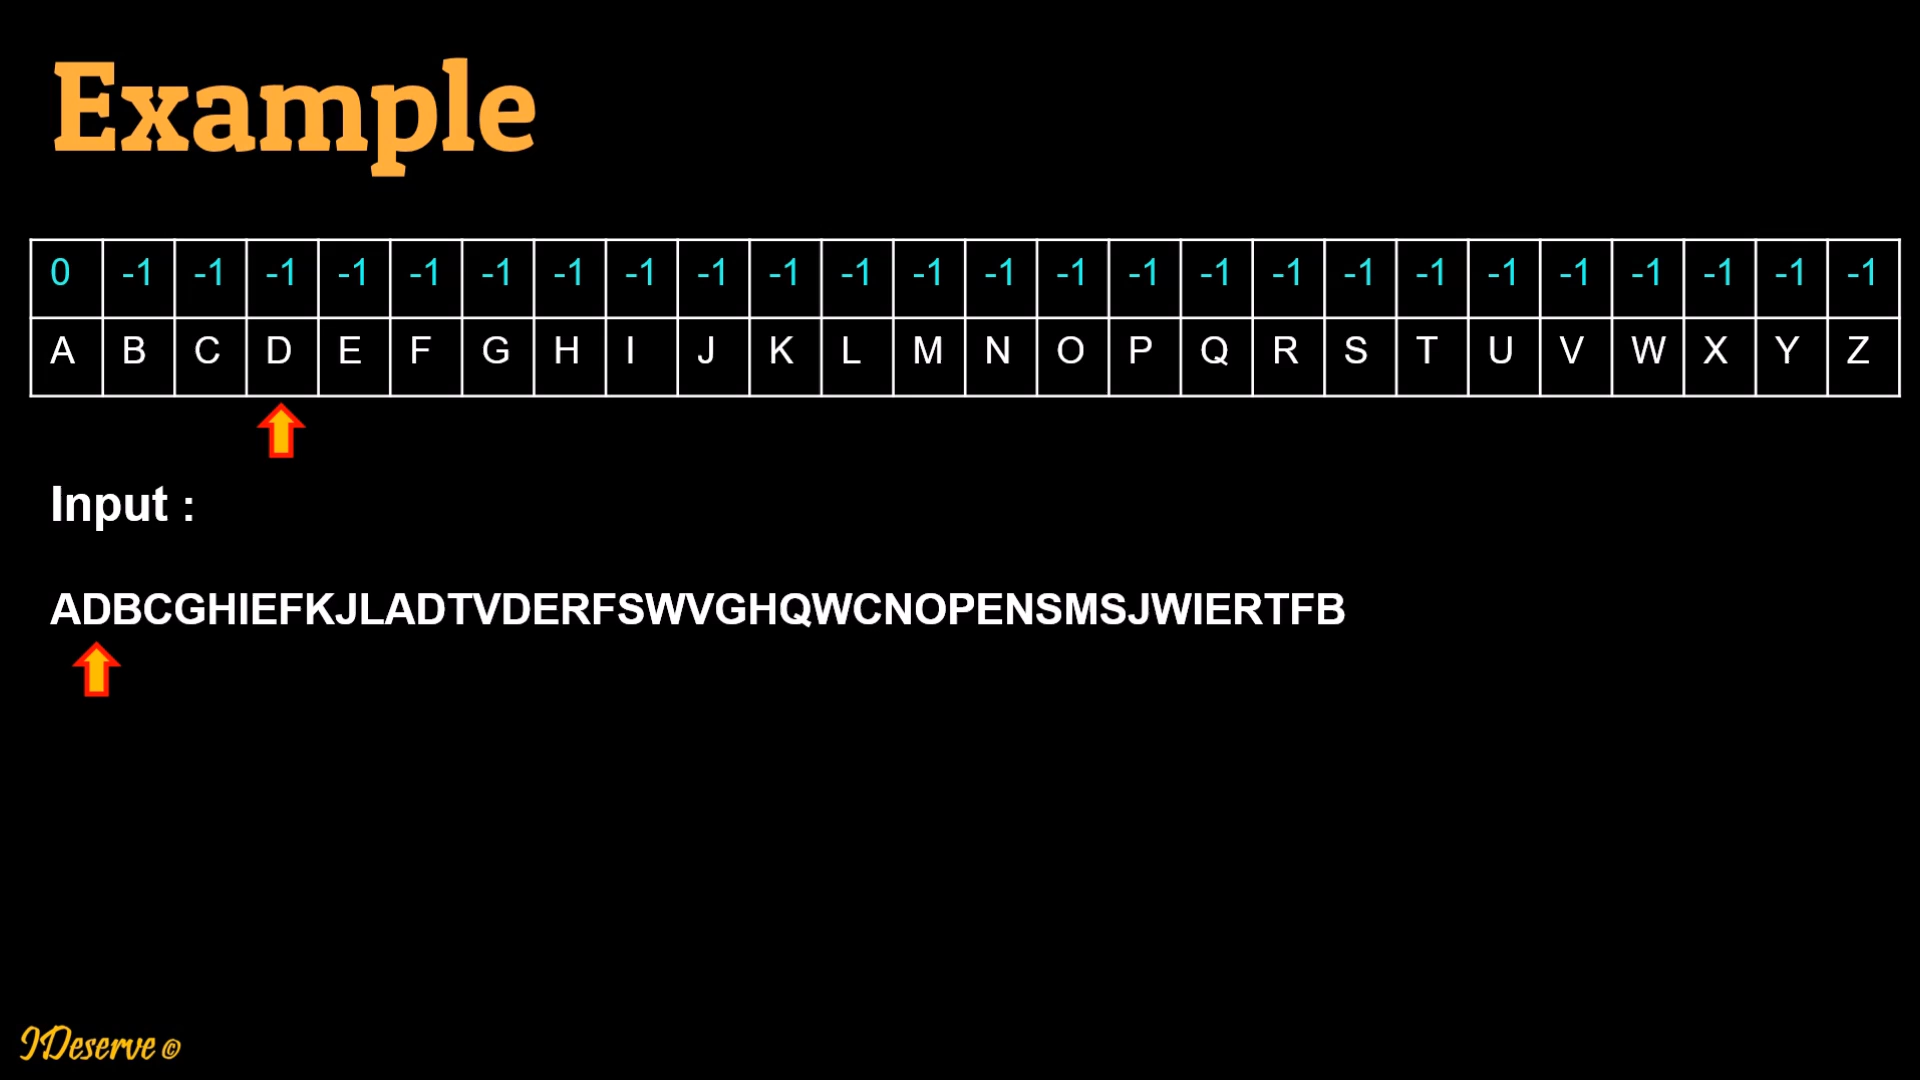 Example
0 -1 -1 -1 -1 -1 -1 -1 -1 -1 -1 -1 -1 -1 -1 -1 -1 -1 -1 -1 -1 -1 -1 -1 -1 -1
A B C D E F G H I J K L M N O P Q R S T U V W X Y Z
Input :
ADBCGHIEFKJLADTVDERFSWVGHQWCNOPENSMSJWIERTFB
IDeserve ©